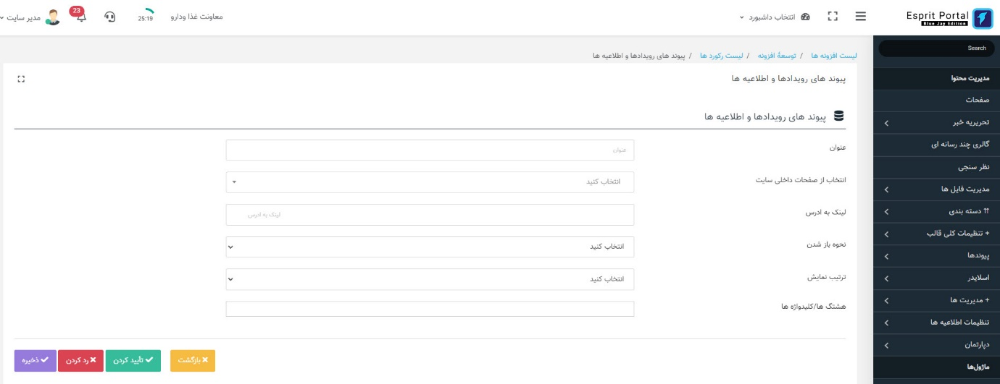 Esprit Portal
Blue Jay Edition
انتخاب داشبورد
معاونت غذا ودارو
25:19
23
مدیر سایت
Search
مدیریت محتوا
صفحات
تحریریه خبر
گالری چند رسانه ای
نظر سنجی
مدیریت فایل ها
⇈ دسته بندی
+ تنظیمات کلی قالب
پیوندها
اسلایدر
+ مدیریت ها
تنظیمات اطلاعیه ها
دپارتمان
ماژول‌ها
لیست افزونه ها / توسعهٔ افزونه / لیست رکورد ها / پیوند های رویدادها و اطلاعیه ها
پیوند های رویدادها و اطلاعیه ها
پیوند های رویدادها و اطلاعیه ها
عنوان
عنوان
انتخاب از صفحات داخلی سایت
انتخاب کنید
لینک به ادرس
لینک به ادرس
نحوه باز شدن
انتخاب کنید
ترتیب نمایش
انتخاب کنید
هشتگ ها/کلیدواژه ها
بازگشت
تأیید کردن
رد کردن
ذخیره